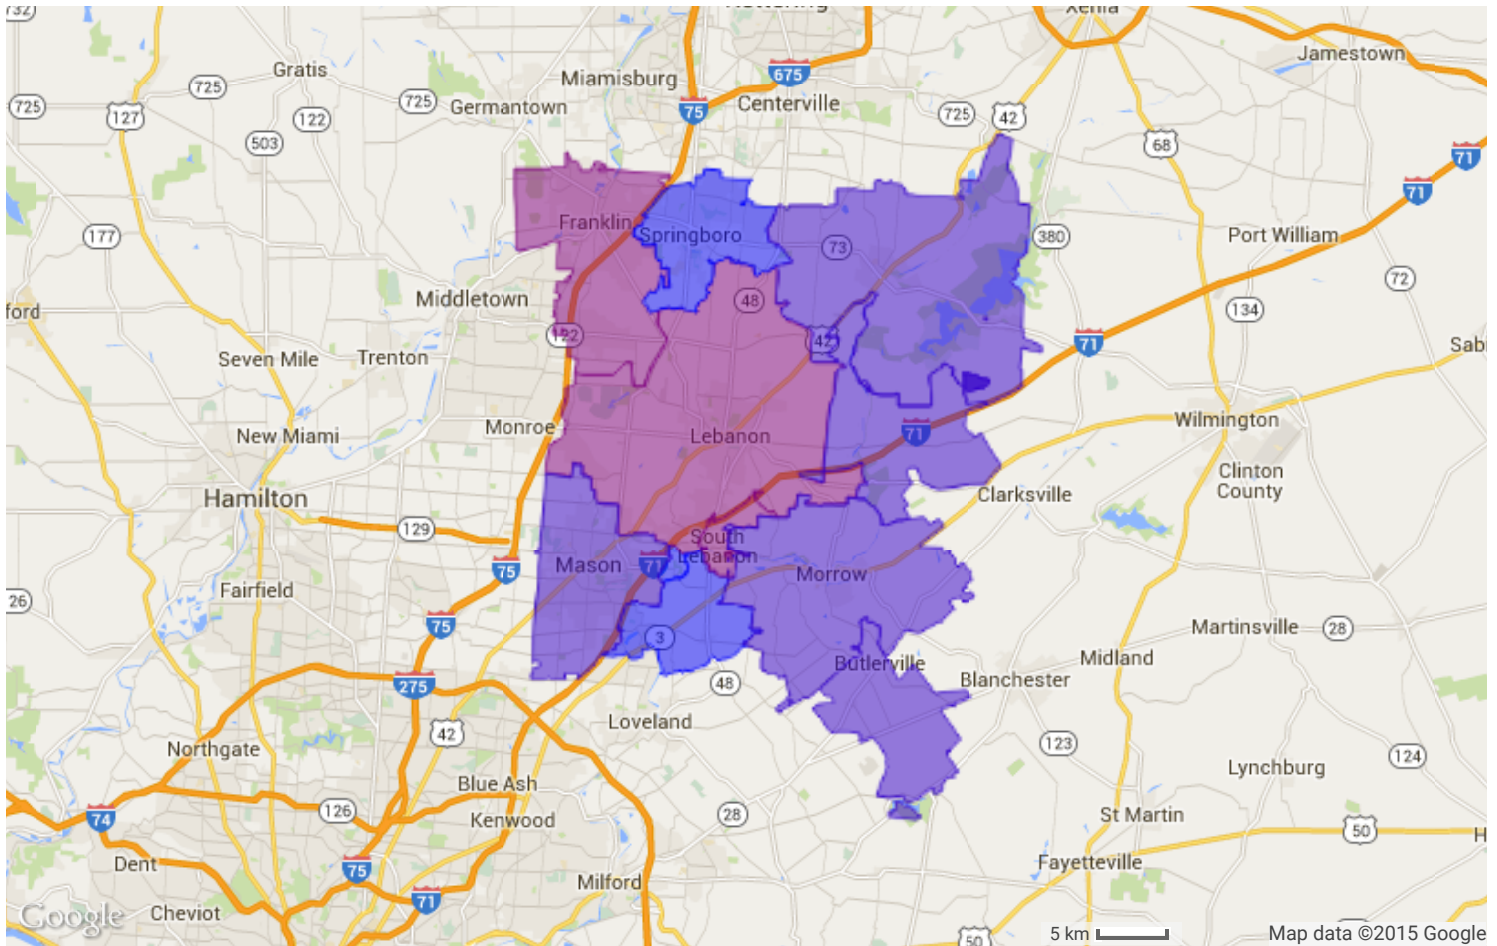 732
Kettering
Xenia
Jamestown
Gratis
725
Miamisburg
675
725
122
725
Germantown
75
Centerville
725
42
127
503
68
71
71
Franklin
Springboro
177
73
380
Port William
72
Middletown
48
134
ford
122
42
71
Seven Mile
Trenton
Sabi
Monroe
New Miami
Lebanon
71
Wilmington
Hamilton
Clarksville
Clinton
County
129
South
Lebanon
75
Mason
71
Morrow
Fairfield
26
75
3
Martinsville
28
Butlerville
Midland
275
48
Blanchester
Loveland
42
Northgate
123
124
Blue Ash
Lynchburg
126
Kenwood
28
St Martin
74
50
H
Dent
75
Fayetteville
Milford
71
Google
Cheviot
50
5 km
Map data ©2015 Google